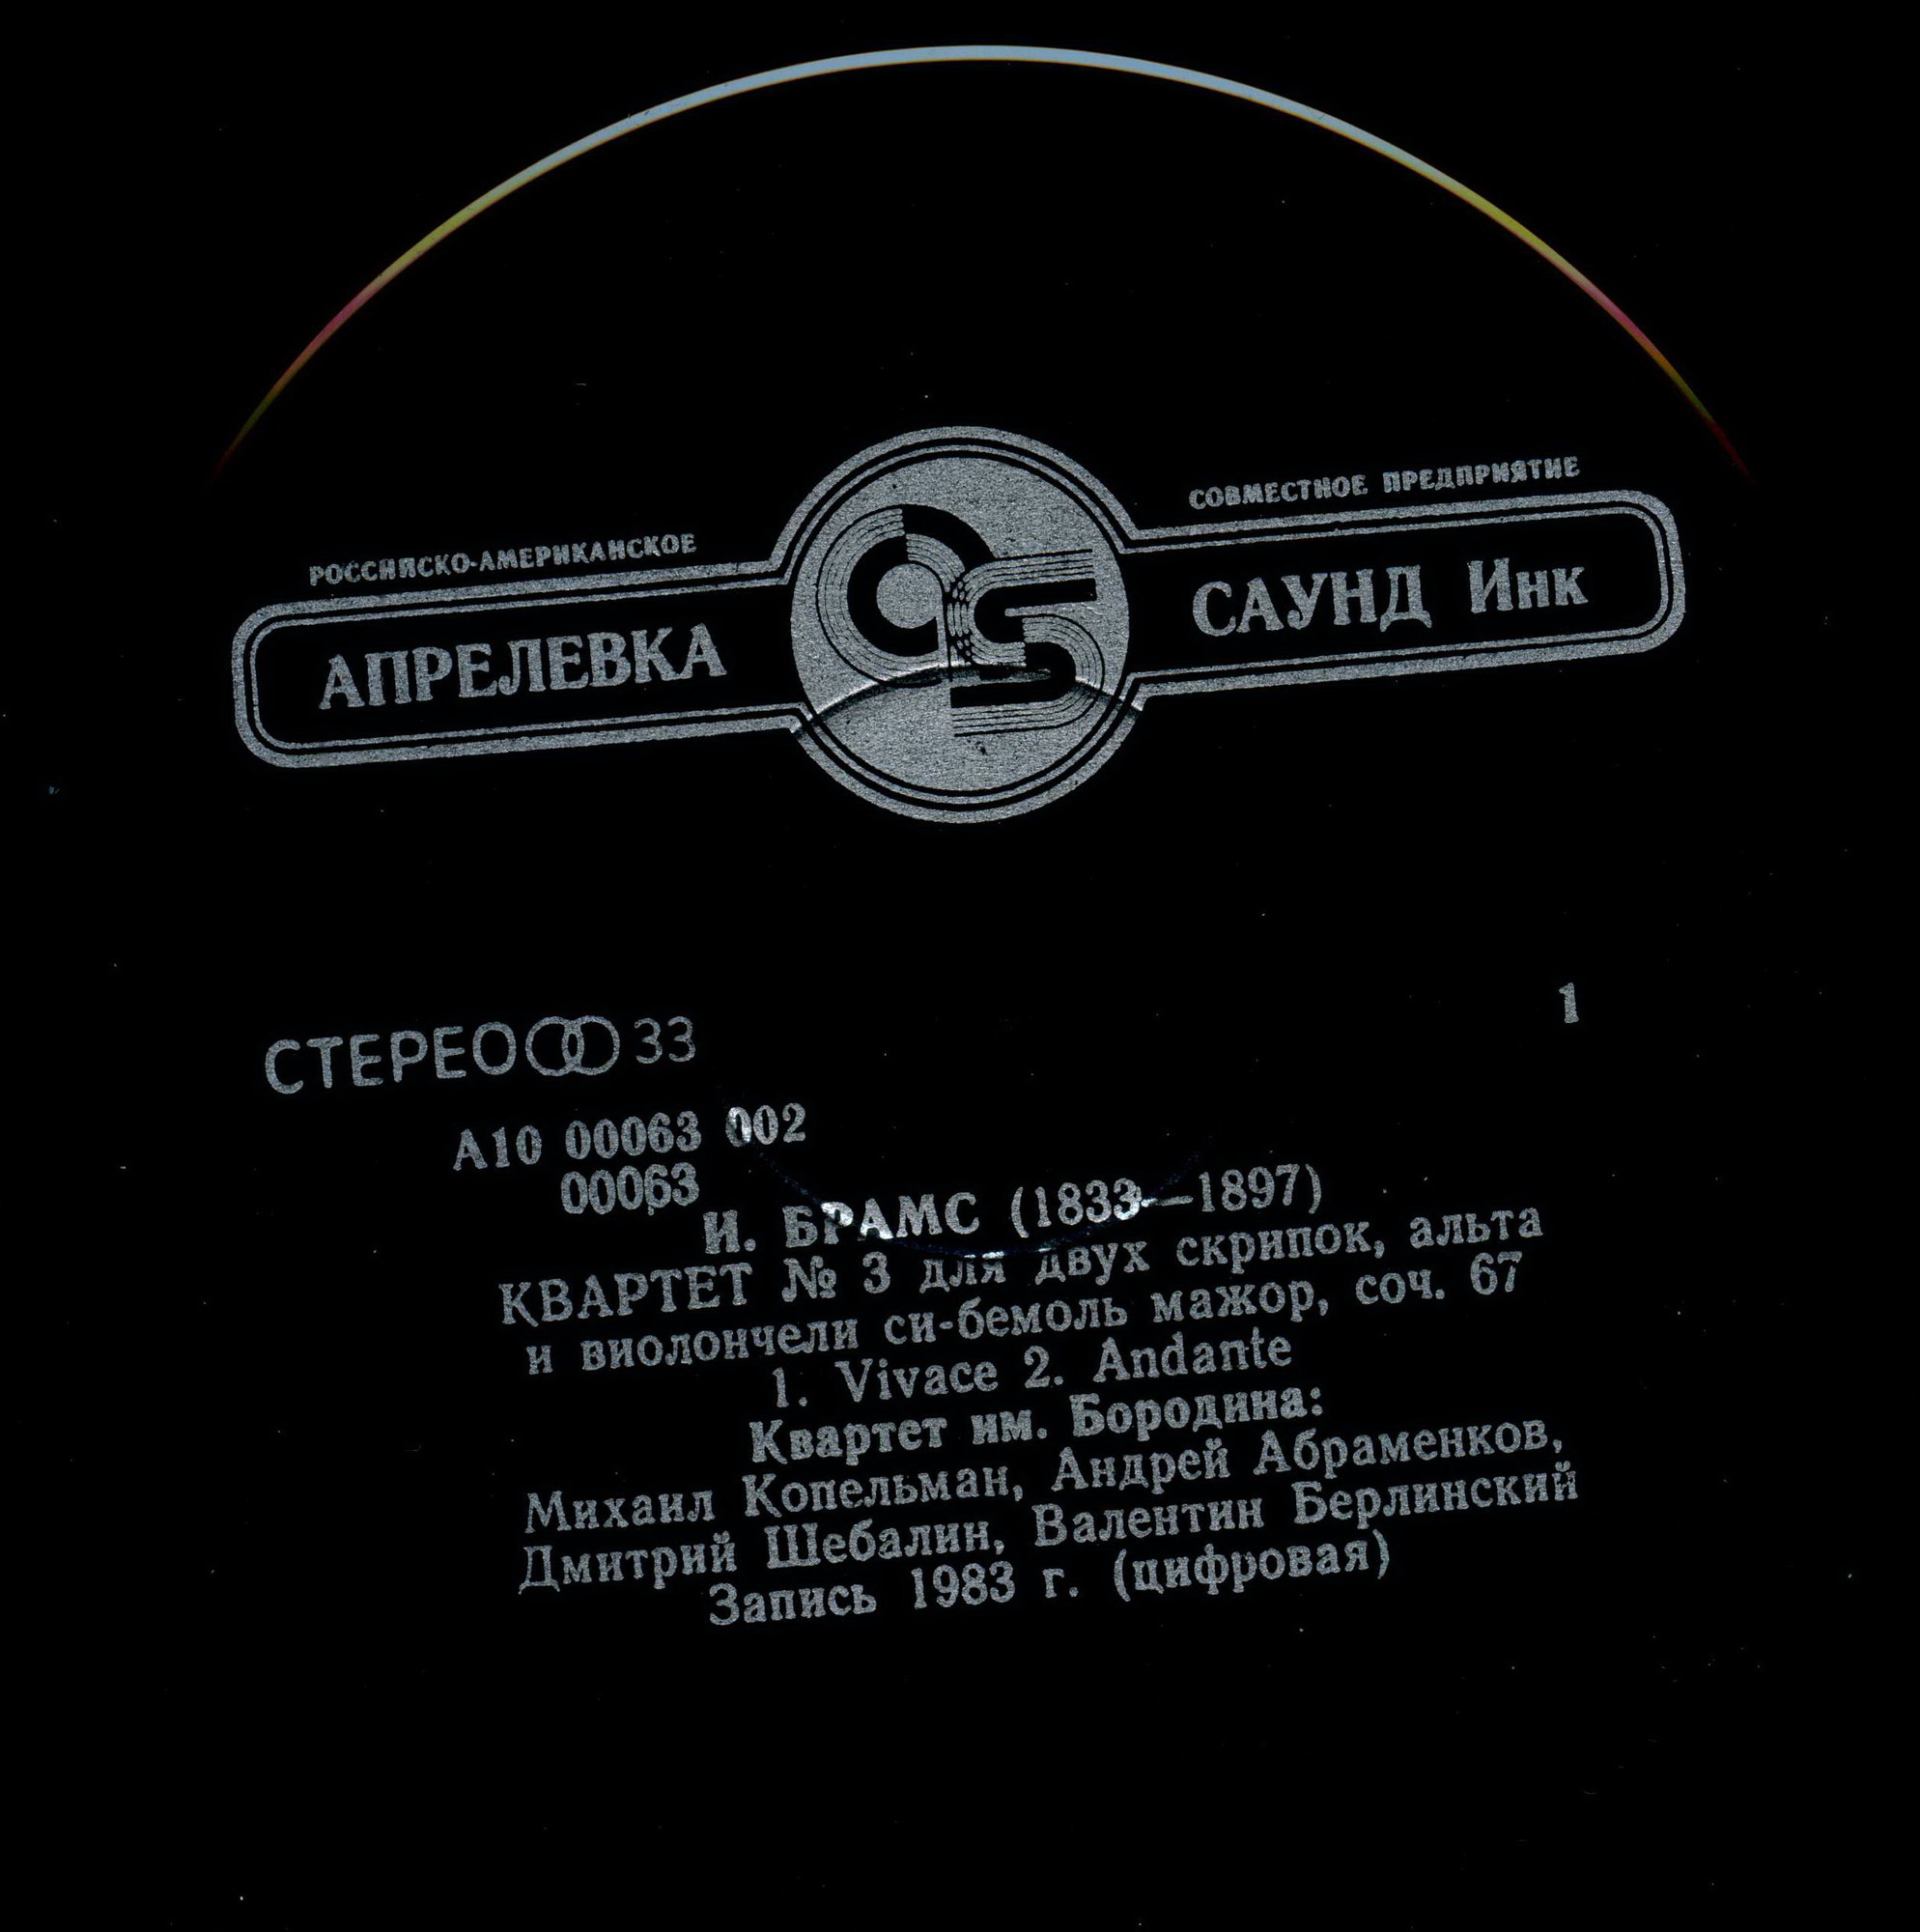 РОССИЙСКО-АМЕРИКАНСКОЕ
СОВМЕСТНОЕ ПРЕДПРИЯТИЕ
АПРЕЛЕВКА
САУНД Инк
СТЕРЕО 33
1
А10 00063 002
00063
И. БРАМС (1833—1897)
КВАРТЕТ № 3 для двух скрипок, альта
и виолончели си-бемоль мажор, соч. 67
1. Vivace 2. Andante
Квартет им. Бородина:
Михаил Копельман, Андрей Абраменков,
Дмитрий Шебалин, Валентин Берлинский
Запись 1983 г. (цифровая)